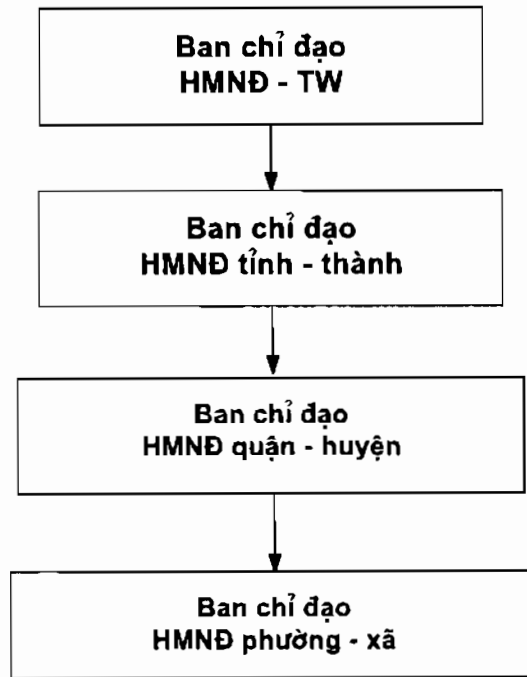 Ban chỉ đạo
HMNĐ - TW
Ban chỉ đạo
HMNĐ tỉnh - thành
Ban chỉ đạo
HMNĐ quận - huyện
Ban chỉ đạo
HMNĐ phường - xã